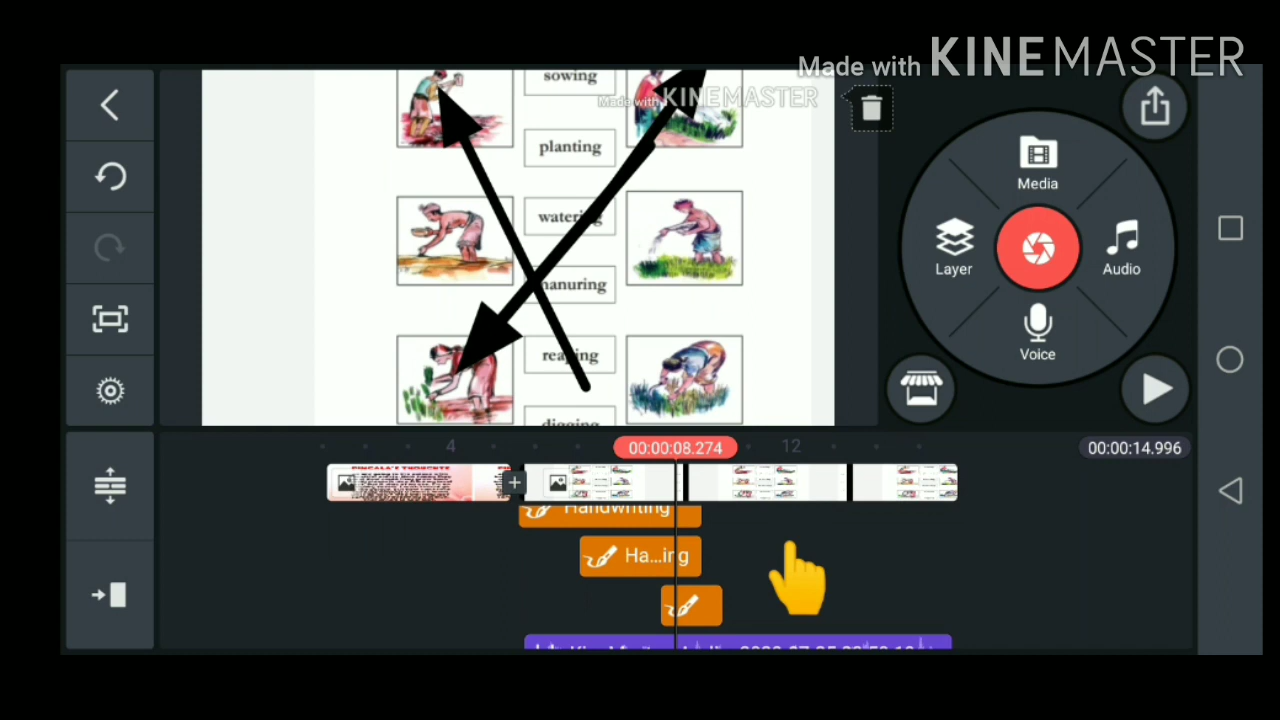 Made with KINEMASTER
sowing
Made with KINEMASTER
planting
Media
watering
Layer
Audio
manuring
Voice
reaping
digging
4
00:00:08.274
12
00:00:14.996
Handwriting
Ha...ing